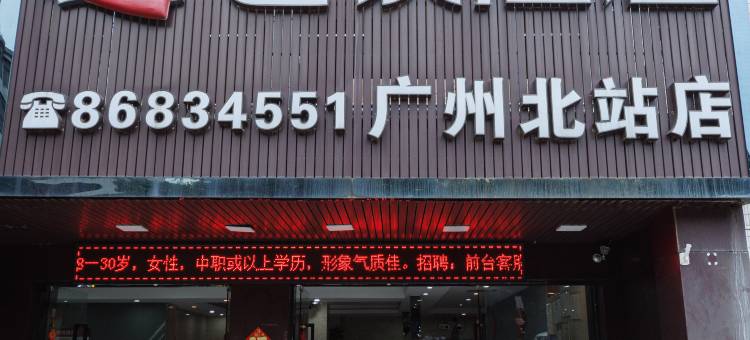 ☎86834551 广州北站店
8—30岁，女性，中职或以上学历，形象气质佳。招聘：前台客服